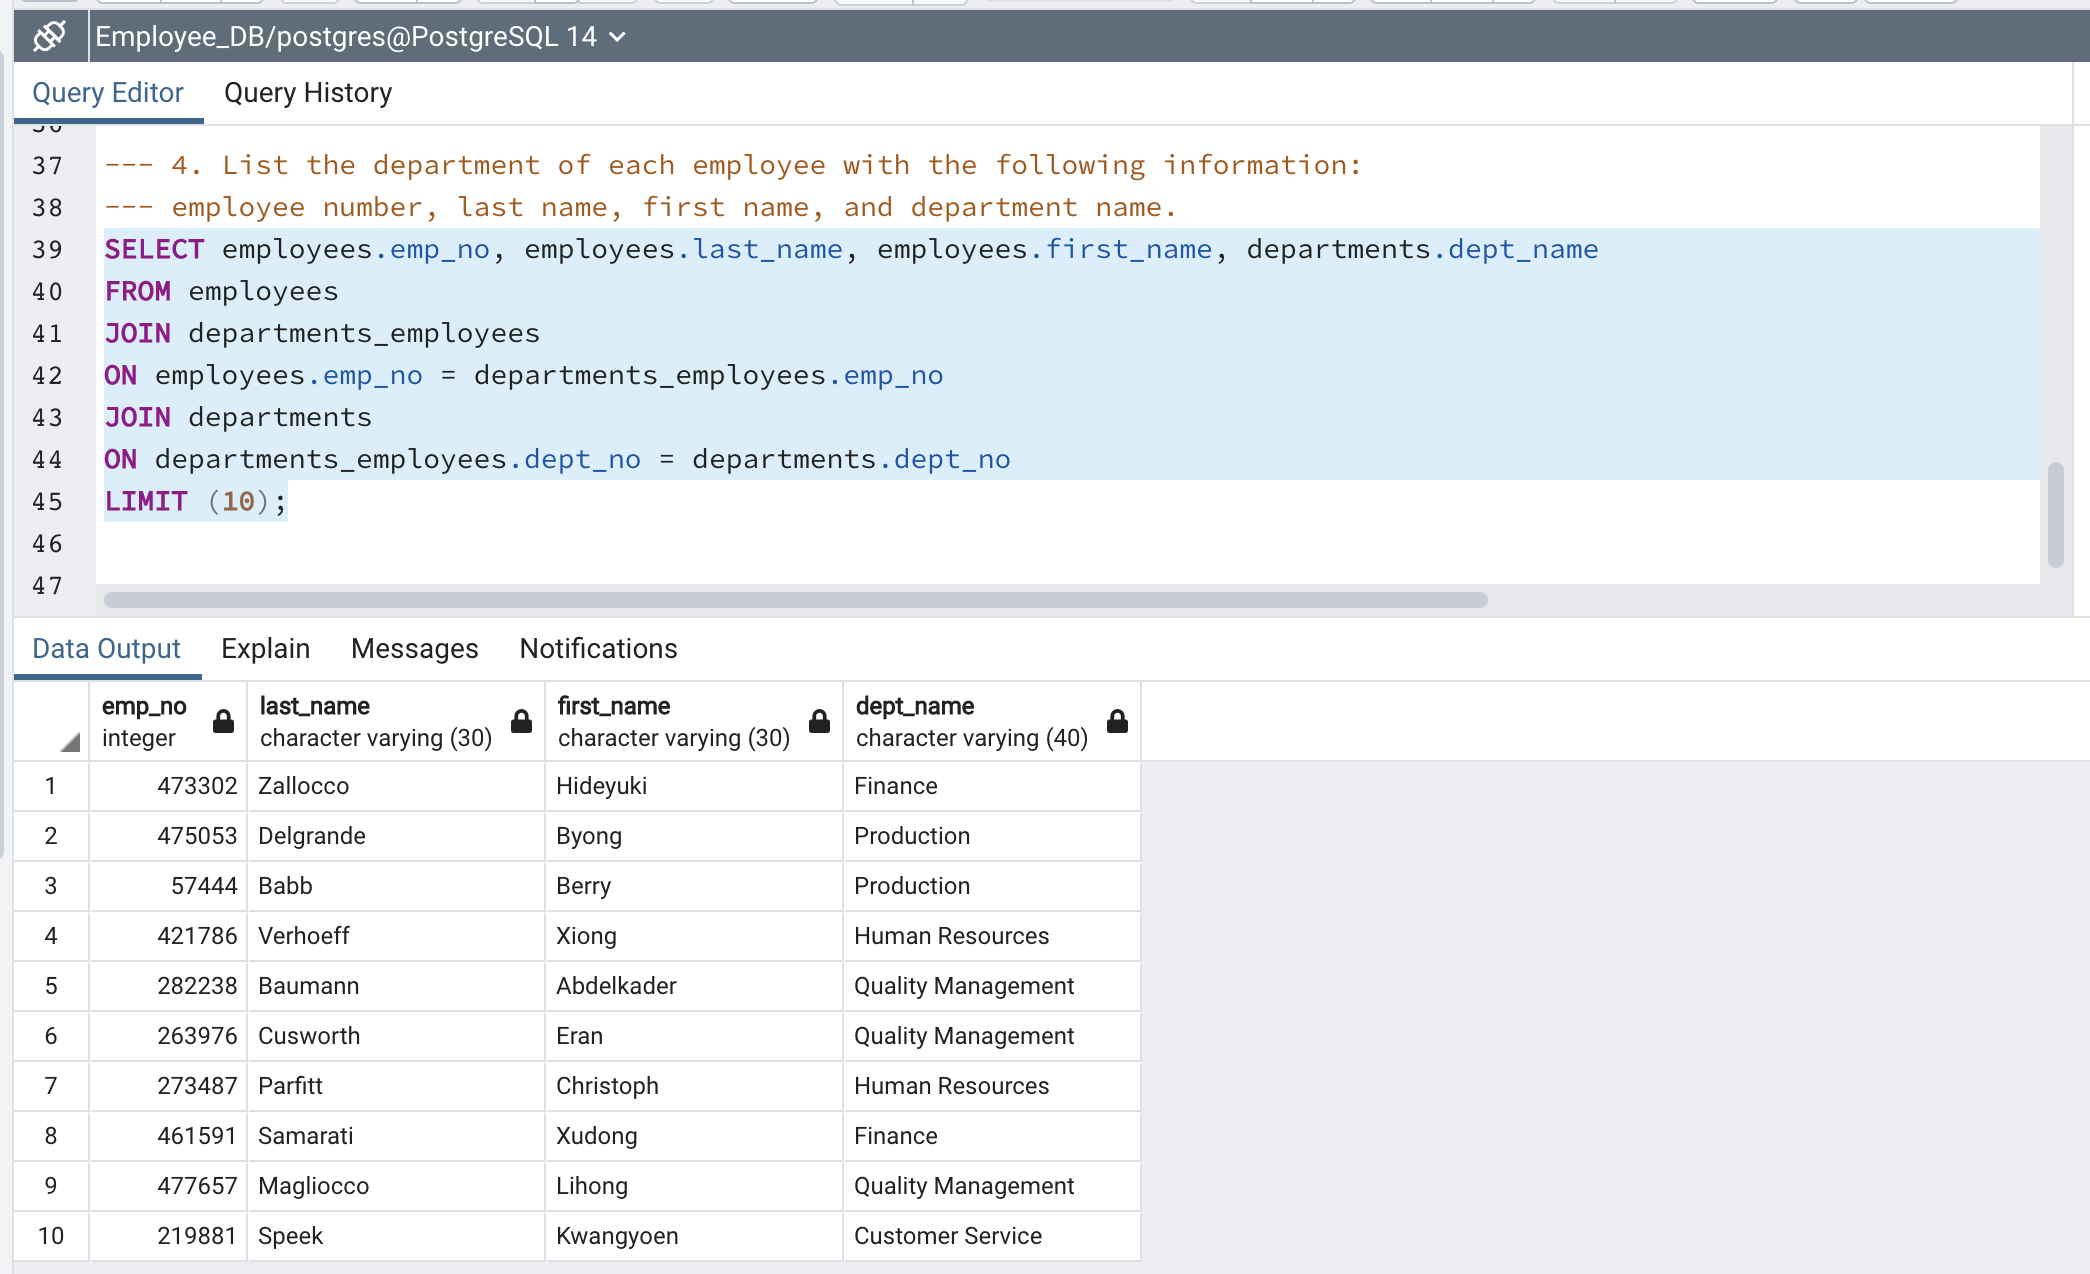 Employee_DB/postgres@PostgreSQL 14
Query Editor Query History
37 --- 4. List the department of each employee with the following information:
38 --- employee number, last name, first name, and department name.
39 SELECT employees.emp_no, employees.last_name, employees.first_name, departments.dept_name
40 FROM employees
41 JOIN departments_employees
42 ON employees.emp_no = departments_employees.emp_no
43 JOIN departments
44 ON departments_employees.dept_no = departments.dept_no
45 LIMIT (10);
46
47
Data Output Explain Messages Notifications
emp_no last_name first_name dept_name
integer character varying (30) character varying (30) character varying (40)
1 473302 Zallocco Hideyuki Finance
2 475053 Delgrande Byong Production
3 57444 Babb Berry Production
4 421786 Verhoeff Xiong Human Resources
5 282238 Baumann Abdelkader Quality Management
6 263976 Cusworth Eran Quality Management
7 273487 Parfitt Christoph Human Resources
8 461591 Samarati Xudong Finance
9 477657 Magliocco Lihong Quality Management
10 219881 Speek Kwangyoen Customer Service